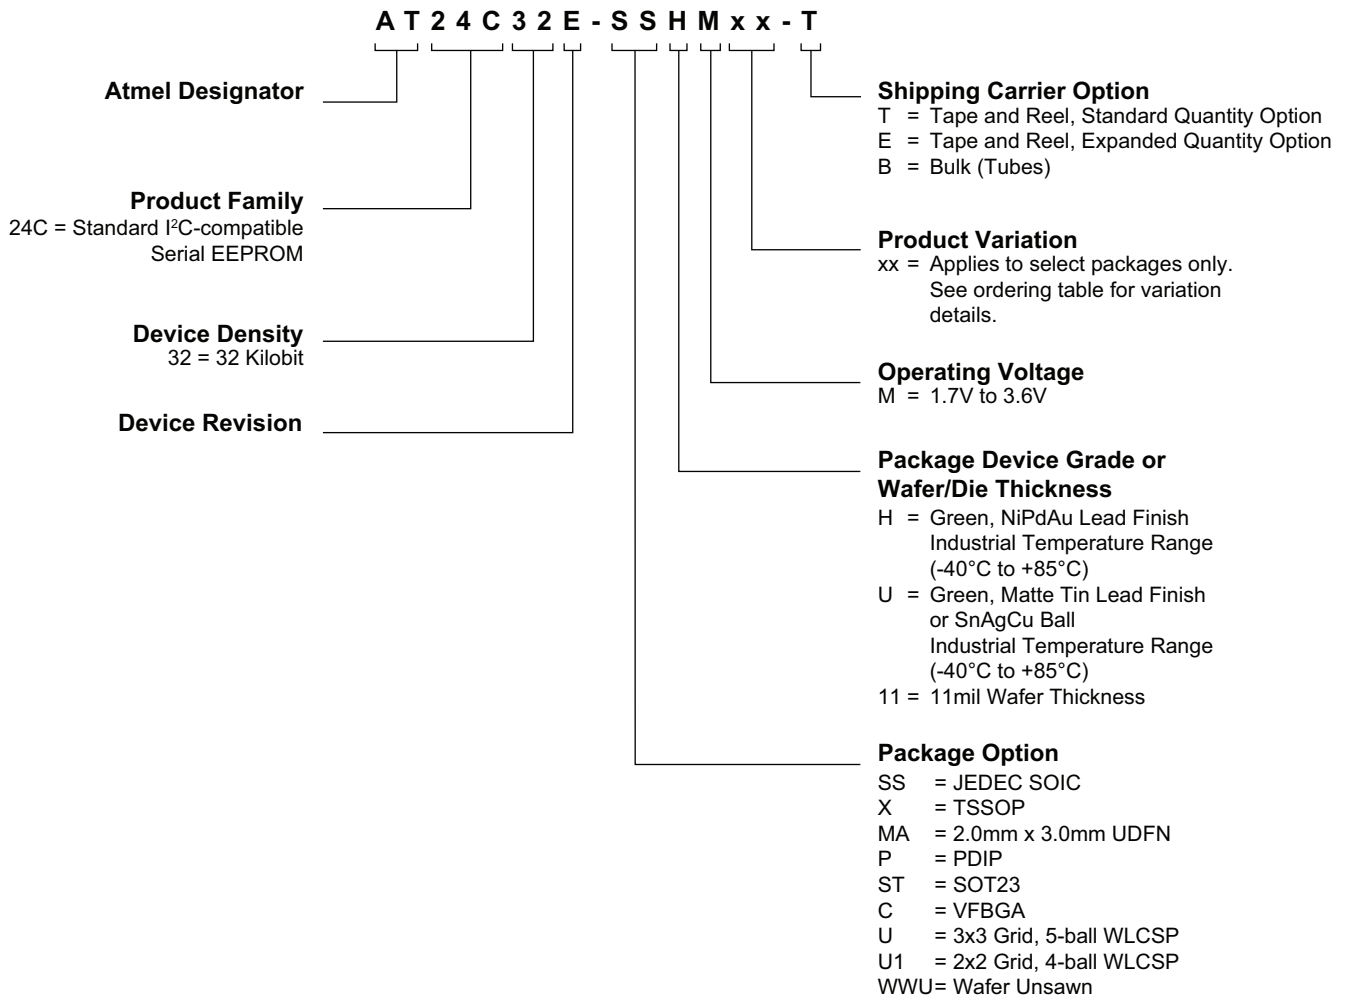 AT24C32E-SSHMxx-T
Atmel Designator
Product Family
24C = Standard I²C-compatible
Serial EEPROM
Device Density
32 = 32 Kilobit
Device Revision
Shipping Carrier Option
T = Tape and Reel, Standard Quantity Option
E = Tape and Reel, Expanded Quantity Option
B = Bulk (Tubes)
Product Variation
xx = Applies to select packages only.
See ordering table for variation
details.
Operating Voltage
M = 1.7V to 3.6V
Package Device Grade or
Wafer/Die Thickness
H = Green, NiPdAu Lead Finish
Industrial Temperature Range
(-40°C to +85°C)
U = Green, Matte Tin Lead Finish
or SnAgCu Ball
Industrial Temperature Range
(-40°C to +85°C)
11 = 11mil Wafer Thickness
Package Option
SS = JEDEC SOIC
X = TSSOP
MA = 2.0mm x 3.0mm UDFN
P = PDIP
ST = SOT23
C = VFBGA
U = 3x3 Grid, 5-ball WLCSP
U1 = 2x2 Grid, 4-ball WLCSP
WWU= Wafer Unsawn